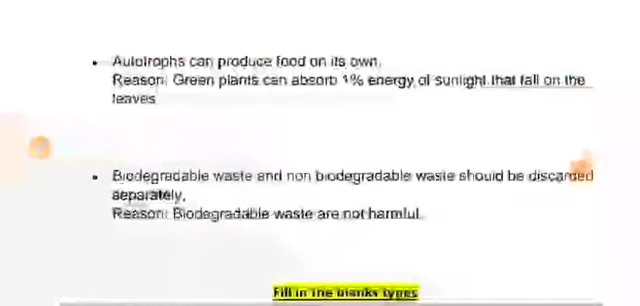 Autotrophs can produce food on its own.
Reason: Green plants can absorb 1% energy of sunlight that fall on the
leaves
Biodegradable waste and non biodegradable waste should be discarded
separately.
Reason: Biodegradable waste are not harmful.
Fill in the blanks types